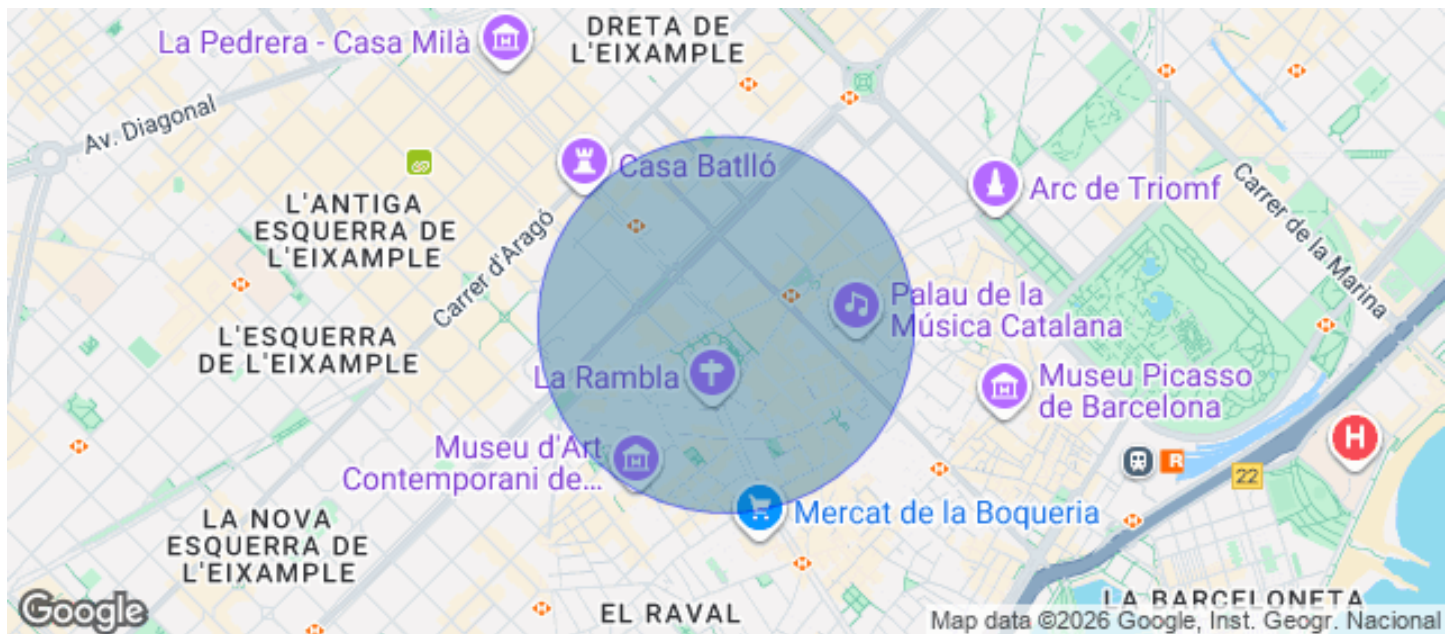 DRETA DE
L'EIXAMPLE
La Pedrera - Casa Milà
Av. Diagonal
Casa Batlló
Arc de Triomf
Carrer de la Marina
L'ANTIGA
ESQUERRA DE
L'EIXAMPLE
Carrer d'Aragó
Palau de la
Música Catalana
L'ESQUERRA
DE L'EIXAMPLE
La Rambla
Museu Picasso
de Barcelona
H
Museu d'Art
Contemporani de...
R
22
Mercat de la Boqueria
LA NOVA
ESQUERRA DE
L'EIXAMPLE
EL RAVAL
LA BARCELONETA
Google
Map data ©2026 Google, Inst. Geogr. Nacional